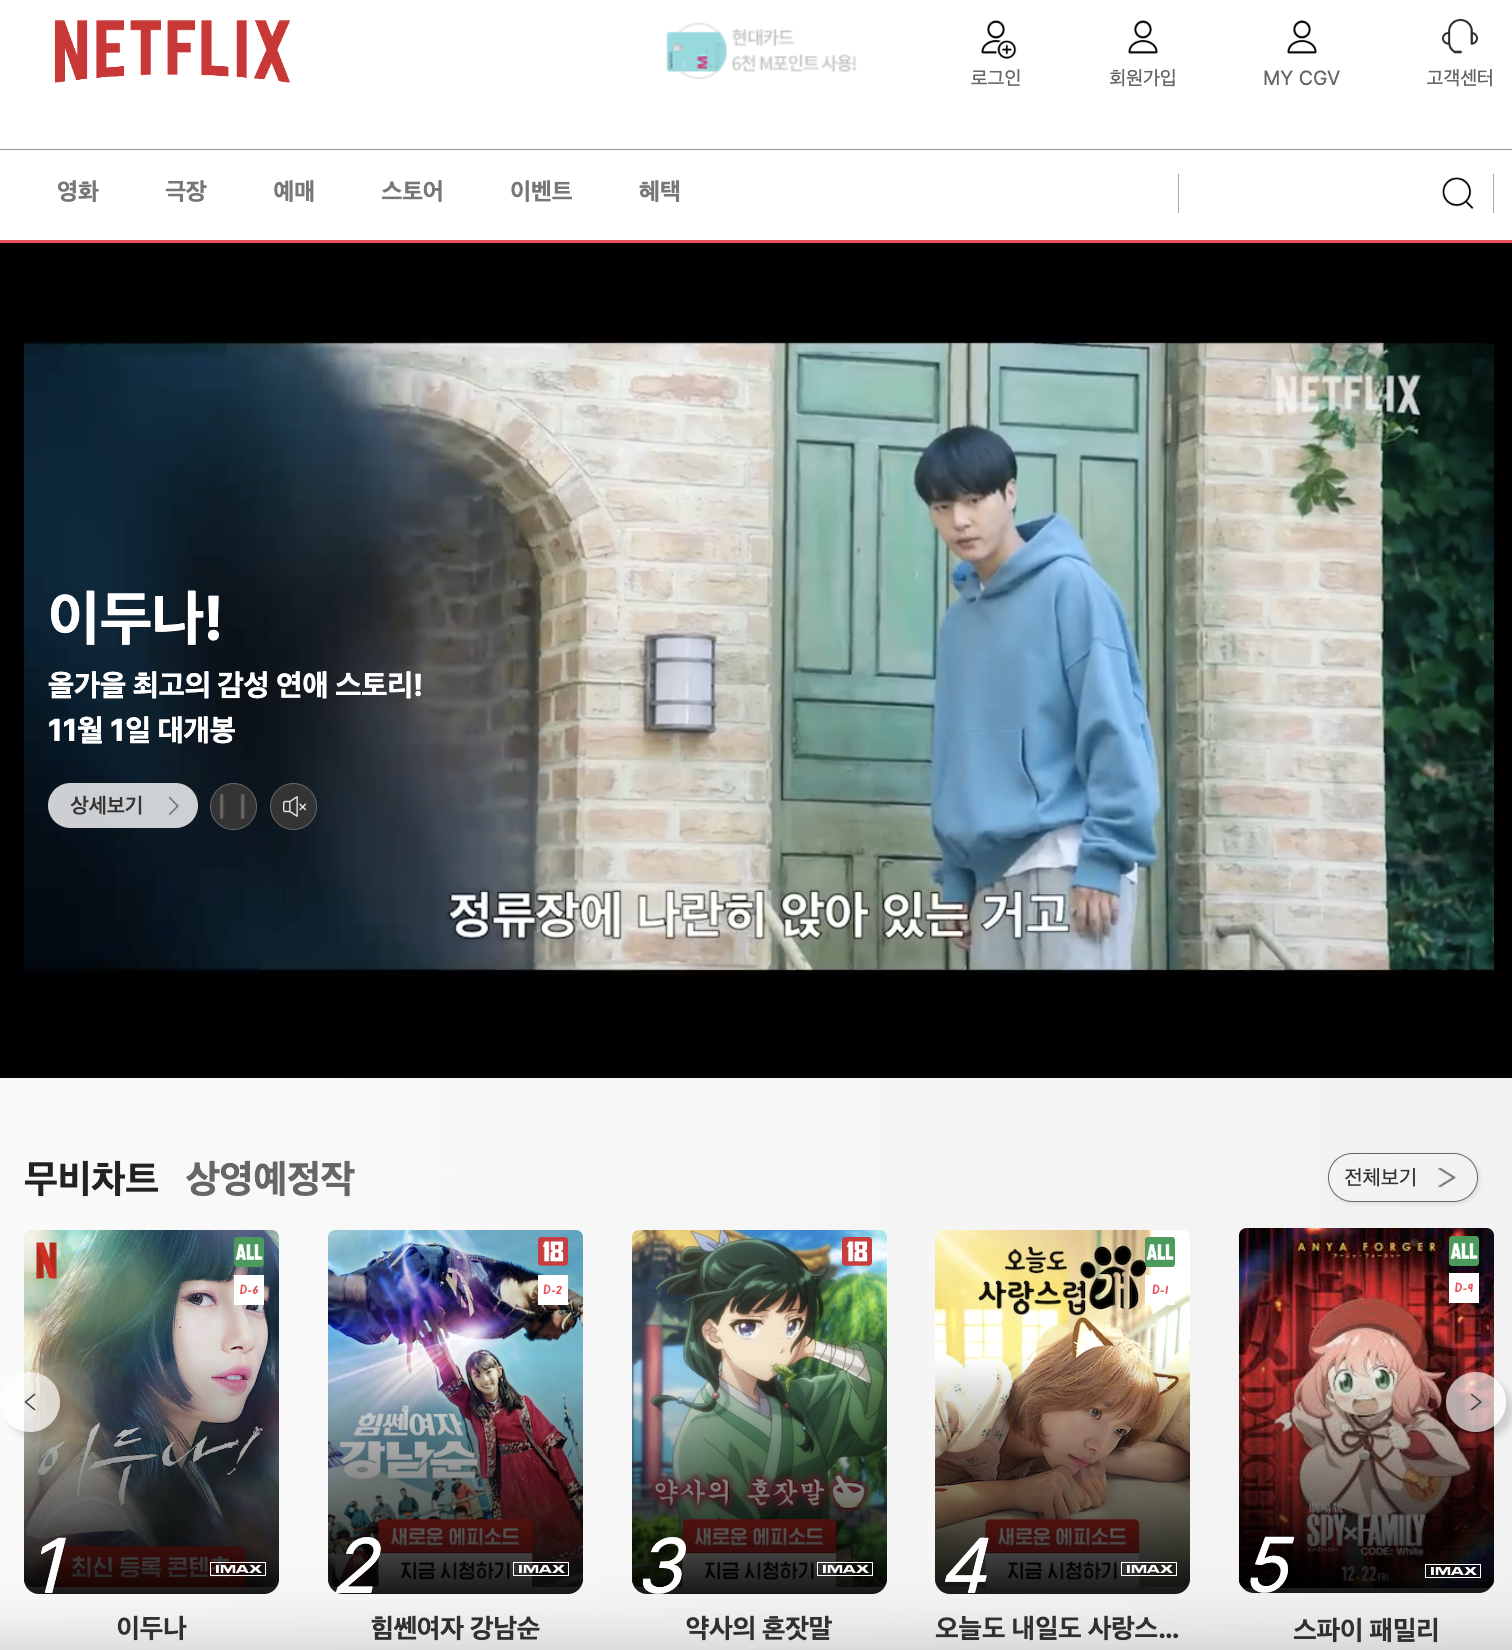 NETFLIX
현대카드
6천 M포인트 사용!
로그인
회원가입
MY CGV
고객센터
영화
극장
예매
스토어
이벤트
혜택
NETFLIX
이두나!
올가을 최고의 감성 연애 스토리!
11월 1일 대개봉
상세보기
정류장에 나란히 앉아 있는 거고
무비차트
상영예정작
전체보기
N
ALL
D-6
이두나!
최신 등록 콘텐츠
1
IMAX
이두나
18
D-2
힘쎈여자
강남순
새로운 에피소드
지금 시청하기
2
IMAX
힘쎈여자 강남순
18
약사의 혼잣말
새로운 에피소드
지금 시청하기
3
IMAX
약사의 혼잣말
오늘도
사랑스럽개
ALL
D-1
새로운 에피소드
지금 시청하기
4
IMAX
오늘도 내일도 사랑스...
ANYA FORGER
ALL
D-9
SPY×FAMILY
CODE: White
12.22 FRI.
5
IMAX
스파이 패밀리